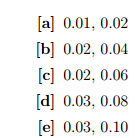 [a] 0.01, 0.02
[b] 0.02, 0.04
[c] 0.02, 0.06
[d] 0.03, 0.08
[e] 0.03, 0.10